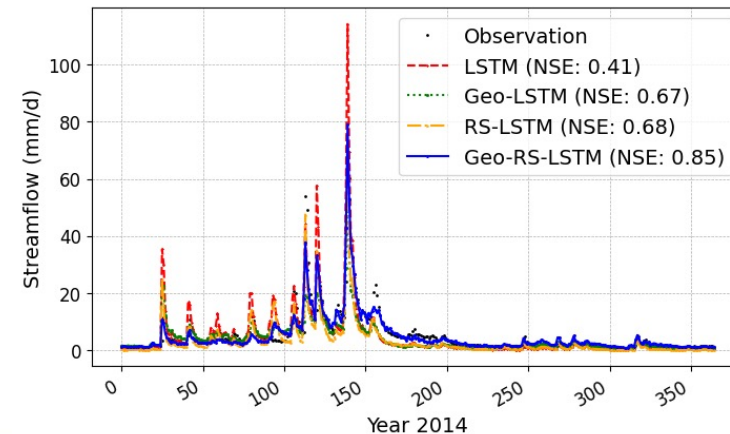 Observation
LSTM (NSE: 0.41)
Geo-LSTM (NSE: 0.67)
RS-LSTM (NSE: 0.68)
Geo-RS-LSTM (NSE: 0.85)
Streamflow (mm/d)
100
80
60
40
20
0
0 50 100 150 200 250 300 350
Year 2014